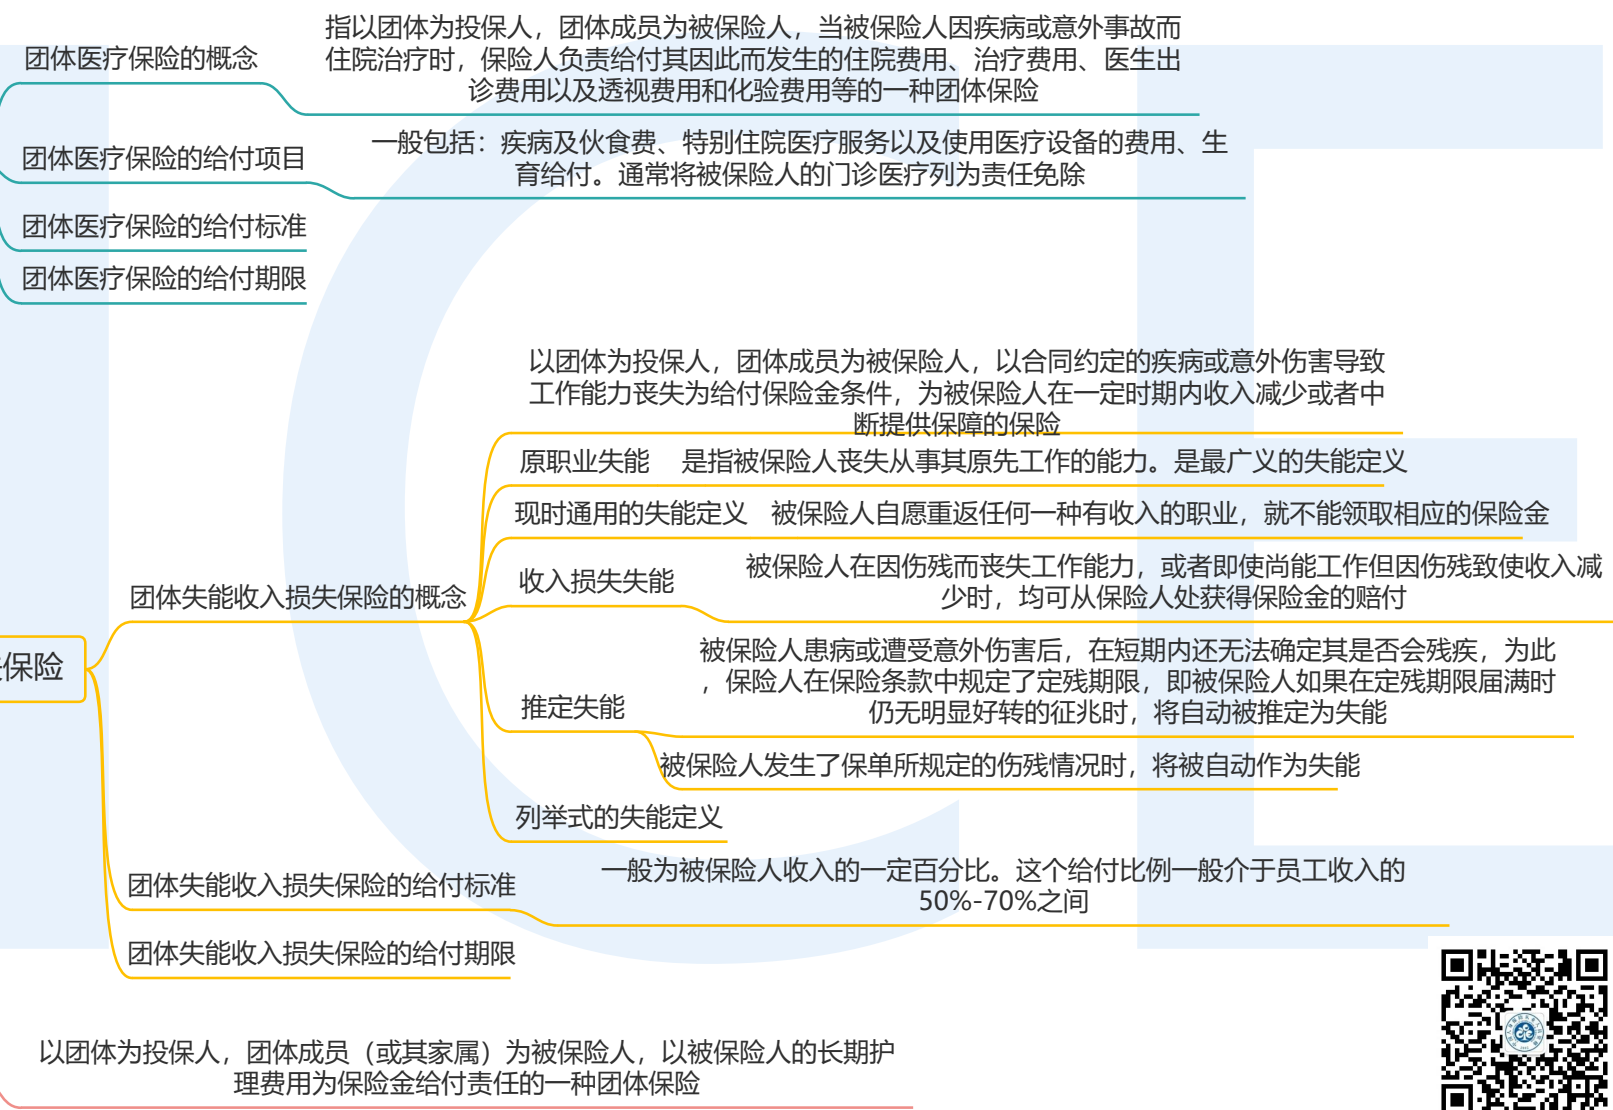 指以团体为投保人，团体成员为被保险人，当被保险人因疾病或意外事故而
住院治疗时，保险人负责给付其因此而发生的住院费用、治疗费用、医生出
诊费用以及透视费用和化验费用等的一种团体保险
团体医疗保险的概念
一般包括：疾病及伙食费、特别住院医疗服务以及使用医疗设备的费用、生
育给付。通常将被保险人的门诊医疗列为责任免除
团体医疗保险的给付项目
团体医疗保险的给付标准
团体医疗保险的给付期限
以团体为投保人，团体成员为被保险人，以合同约定的疾病或意外伤害导致
工作能力丧失为给付保险金条件，为被保险人在一定时期内收入减少或者中
断提供保障的保险
原职业失能 是指被保险人丧失从事其原先工作的能力。是最广义的失能定义
现时通用的失能定义 被保险人自愿重返任何一种有收入的职业，就不能领取相应的保险金
被保险人在因伤残而丧失工作能力，或者即使尚能工作但因伤残致使收入减
少时，均可从保险人处获得保险金的赔付
收入损失失能
团体失能收入损失保险的概念
保险
被保险人患病或遭受意外伤害后，在短期内还无法确定其是否会残疾，为此
，保险人在保险条款中规定了定残期限，即被保险人如果在定残期限届满时
仍无明显好转的征兆时，将自动被推定为失能
推定失能
被保险人发生了保单所规定的伤残情况时，将被自动作为失能
列举式的失能定义
一般为被保险人收入的一定百分比。这个给付比例一般介于员工收入的
50%-70%之间
团体失能收入损失保险的给付标准
团体失能收入损失保险的给付期限
以团体为投保人，团体成员（或其家属）为被保险人，以被保险人的长期护
理费用为保险金给付责任的一种团体保险